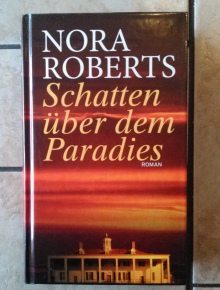 NORA
ROBERTS
Schatten
über dem
Paradies
ROMAN